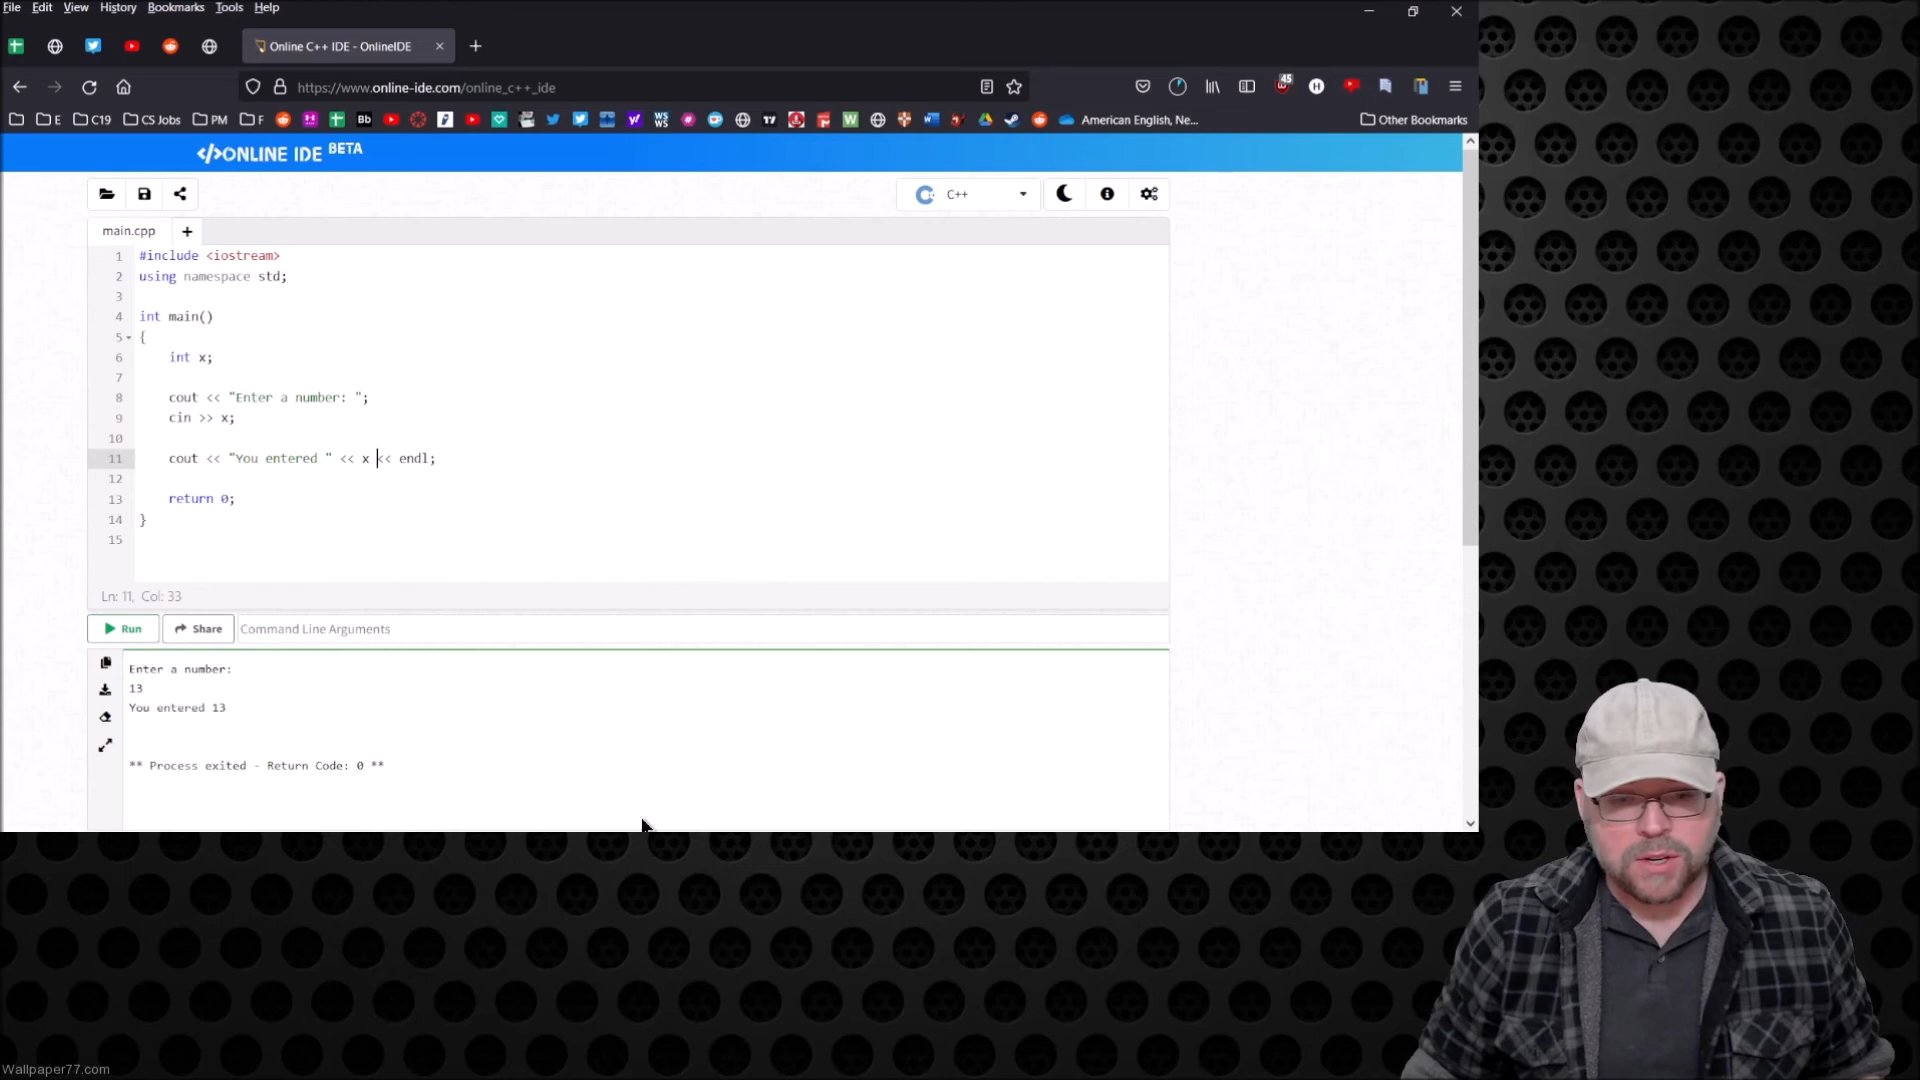 File Edit View History Bookmarks Tools Help
Online C++ IDE - OnlineIDE
https://www.online-ide.com/online_c++_ide
45
E C19 CS Jobs PM F Bb American English, Ne... Other Bookmarks
</>ONLINE IDE BETA
C++
main.cpp
1 #include <iostream>
2 using namespace std;
3
4 int main()
5 {
6 int x;
7
8 cout << "Enter a number: ";
9 cin >> x;
10
11 cout << "You entered " << x << endl;
12
13 return 0;
14 }
15
Ln: 11, Col: 33
Run Share Command Line Arguments
Enter a number:
13
You entered 13
** Process exited - Return Code: 0 **
Wallpaper77.com